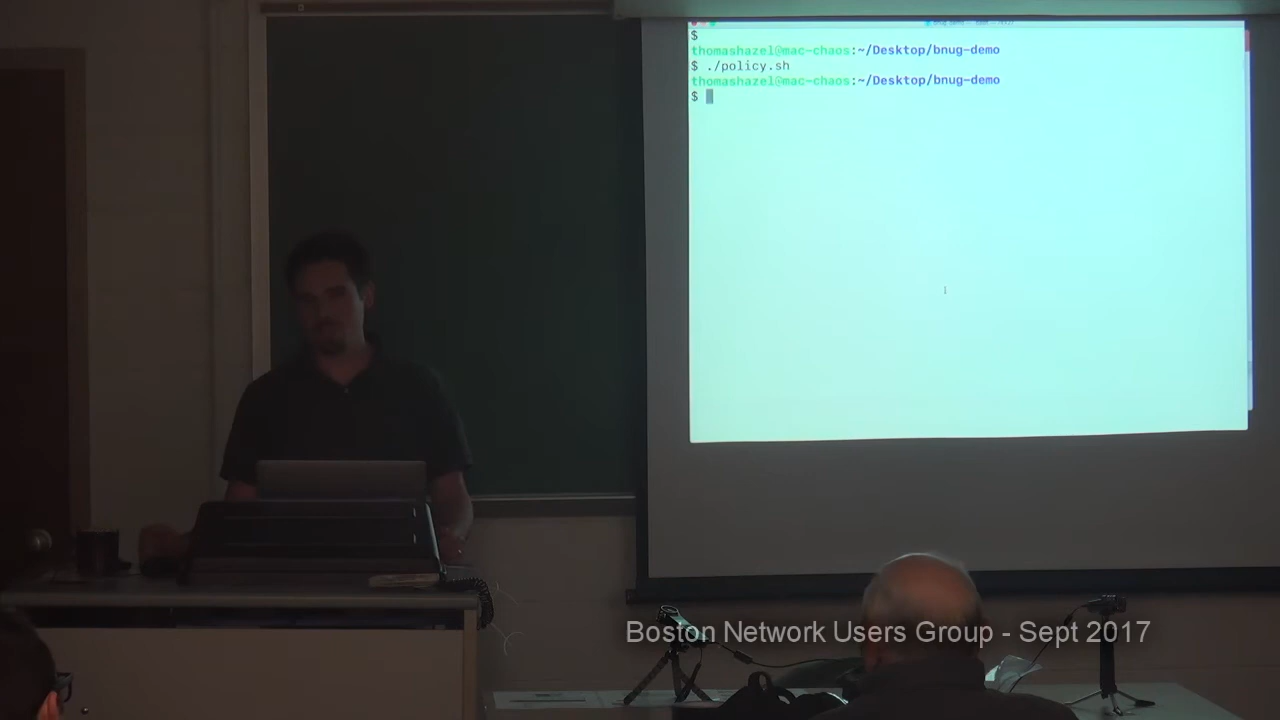 $
thomashazel@mac-chaos:~/Desktop/bnug-demo
$ ./policy.sh
thomashazel@mac-chaos:~/Desktop/bnug-demo
$
Boston Network Users Group - Sept 2017